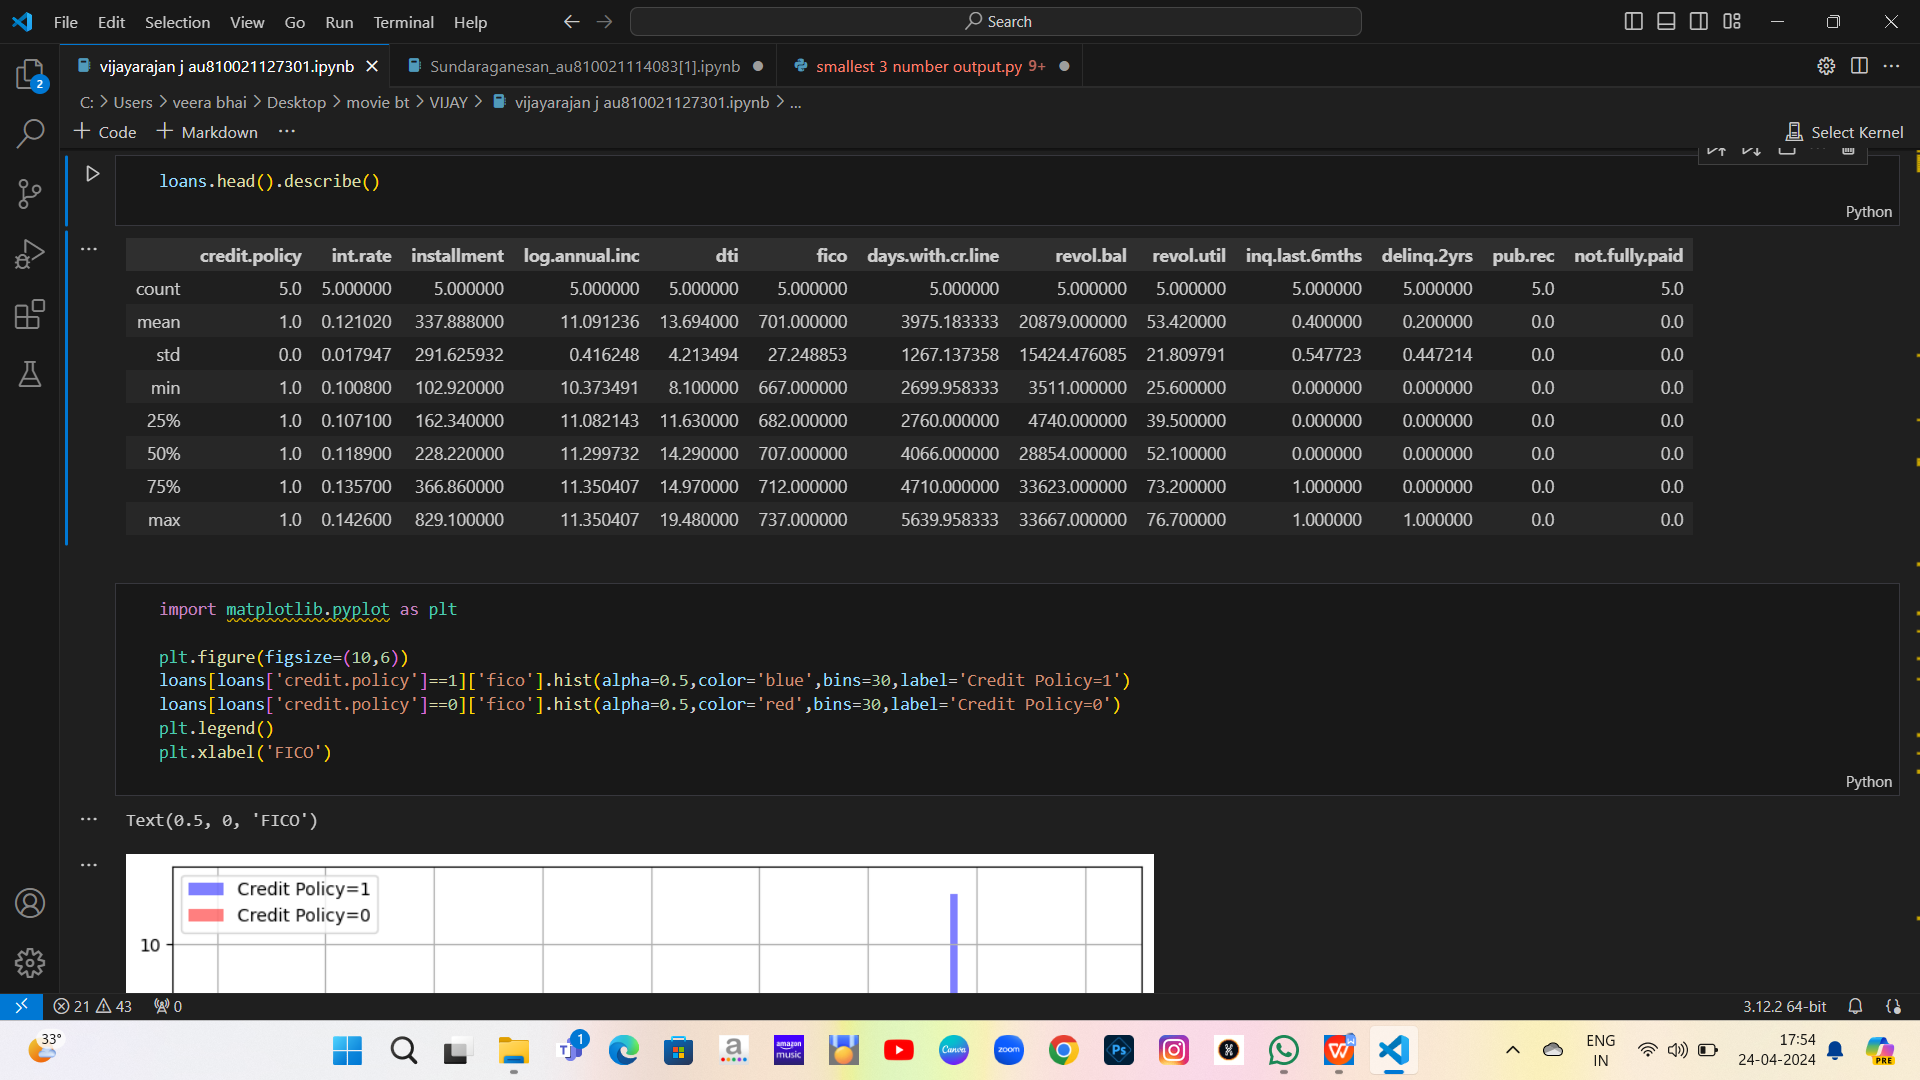 File Edit Selection View Go Run Terminal Help
Search
2
vijayarajan j au810021127301.ipynb
Sundaraganesan_au810021114083[1].ipynb
smallest 3 number output.py 9+
C: > Users > veera bhai > Desktop > movie bt > VIJAY > vijayarajan j au810021127301.ipynb > ...
+ Code + Markdown ...
Select Kernel
loans.head().describe()
Python
credit.policy int.rate installment log.annual.inc dti fico days.with.cr.line revol.bal revol.util inq.last.6mths delinq.2yrs pub.rec not.fully.paid
count 5.0 5.000000 5.000000 5.000000 5.000000 5.000000 5.000000 5.000000 5.000000 5.000000 5.000000 5.0 5.0
mean 1.0 0.121020 337.888000 11.091236 13.694000 701.000000 3975.183333 20879.000000 53.420000 0.400000 0.200000 0.0 0.0
std 0.0 0.017947 291.625932 0.416248 4.213494 27.248853 1267.137358 15424.476085 21.809791 0.547723 0.447214 0.0 0.0
min 1.0 0.100800 102.920000 10.373491 8.100000 667.000000 2699.958333 3511.000000 25.600000 0.000000 0.000000 0.0 0.0
25% 1.0 0.107100 162.340000 11.082143 11.630000 682.000000 2760.000000 4740.000000 39.500000 0.000000 0.000000 0.0 0.0
50% 1.0 0.118900 228.220000 11.299732 14.290000 707.000000 4066.000000 28854.000000 52.100000 0.000000 0.000000 0.0 0.0
75% 1.0 0.135700 366.860000 11.350407 14.970000 712.000000 4710.000000 33623.000000 73.200000 1.000000 0.000000 0.0 0.0
max 1.0 0.142600 829.100000 11.350407 19.480000 737.000000 5639.958333 33667.000000 76.700000 1.000000 1.000000 0.0 0.0
import matplotlib.pyplot as plt
plt.figure(figsize=(10,6))
loans[loans['credit.policy']==1]['fico'].hist(alpha=0.5,color='blue',bins=30,label='Credit Policy=1')
loans[loans['credit.policy']==0]['fico'].hist(alpha=0.5,color='red',bins=30,label='Credit Policy=0')
plt.legend()
plt.xlabel('FICO')
Python
Text(0.5, 0, 'FICO')
Credit Policy=1
Credit Policy=0
10
21 43 0
3.12.2 64-bit
33°
1
a
amazon music
Canva
zoom
Ps
W
ENG
IN
17:54
24-04-2024
PRE